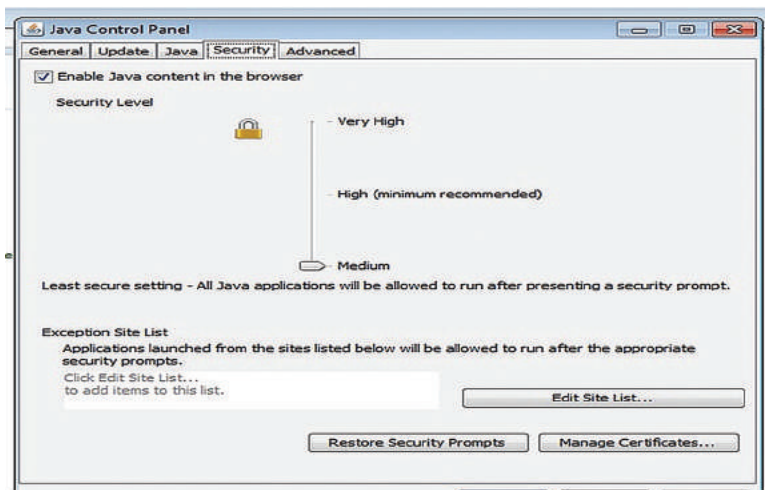 Java Control Panel
General Update Java Security Advanced
Enable Java content in the browser
Security Level
Very High
High (minimum recommended)
Medium
Least secure setting - All Java applications will be allowed to run after presenting a security prompt.
Exception Site List
Applications launched from the sites listed below will be allowed to run after the appropriate
security prompts.
Click Edit Site List...
to add items to this list.
Edit Site List...
Restore Security Prompts Manage Certificates...